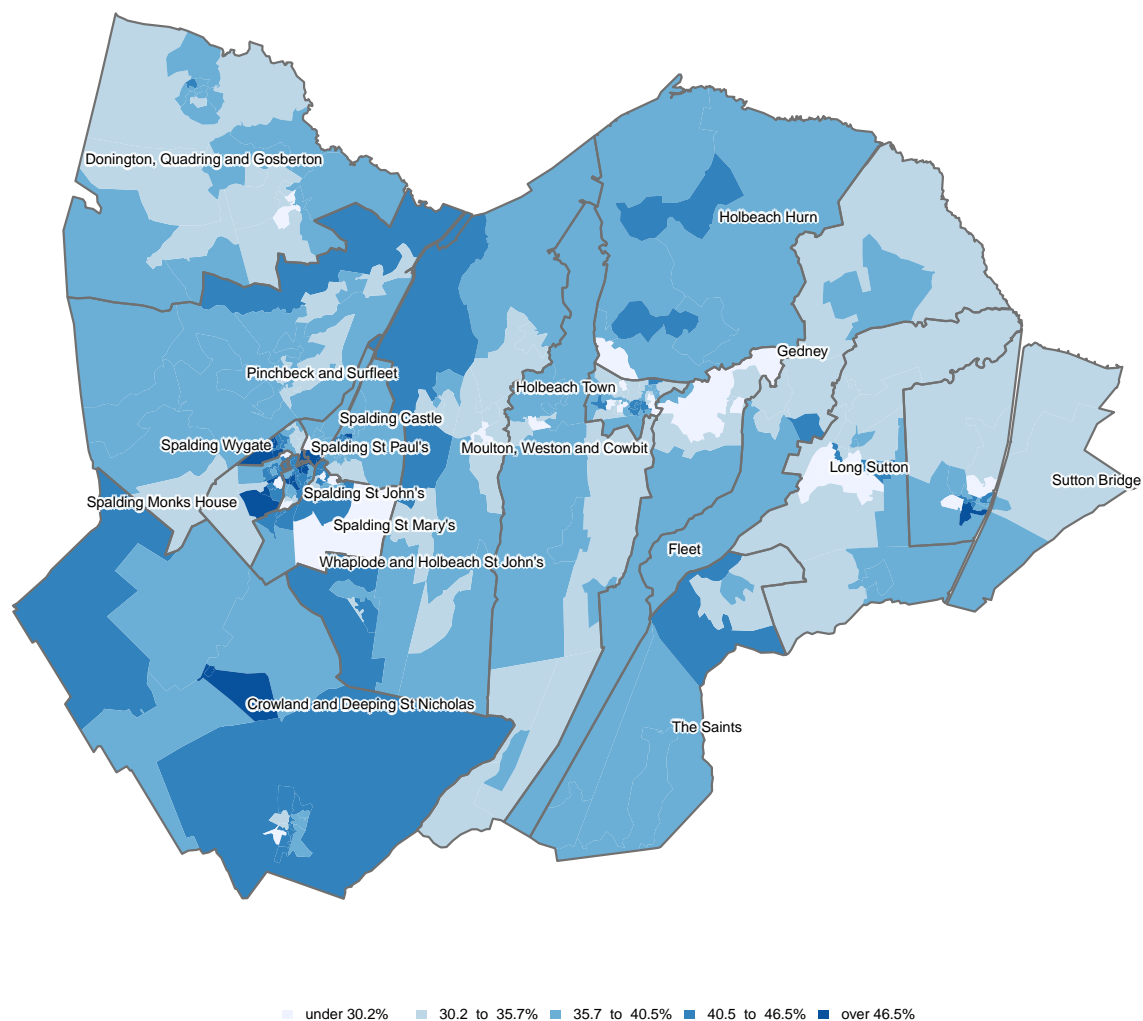 Donington, Quadring and Gosberton
Holbeach Hurn
Gedney
Pinchbeck and Surfleet
Holbeach Town
Spalding Castle
Spalding Wygate
Spalding St Paul's
Moulton, Weston and Cowbit
Long Sutton
Sutton Bridge
Spalding Monks House
Spalding St John's
Spalding St Mary's
Fleet
Whaplode and Holbeach St John's
Crowland and Deeping St Nicholas
The Saints
under 30.2% 30.2 to 35.7% 35.7 to 40.5% 40.5 to 46.5% over 46.5%